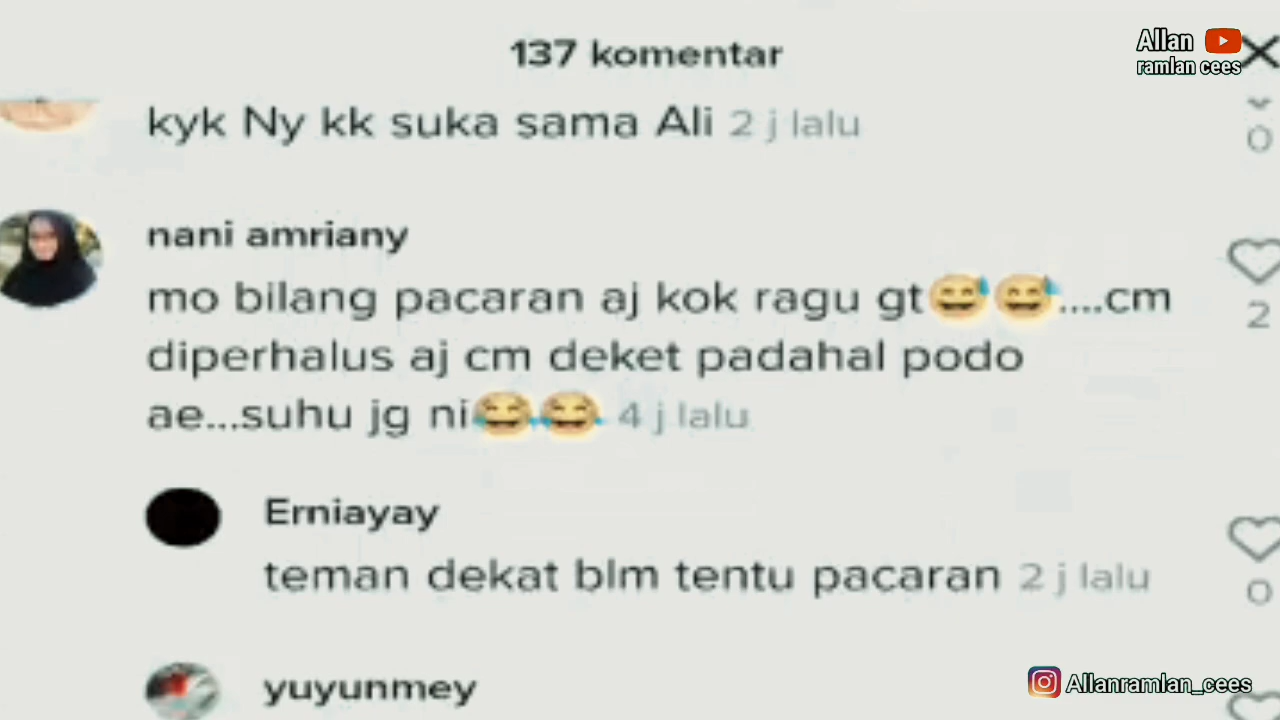 137 komentar
Allan
ramlan cees
kyk Ny kk suka sama Ali 2 j lalu
0
nani amriany
mo bilang pacaran aj kok ragu gt😅😅....cm
2
diperhalus aj cm deket padahal podo
ae...suhu jg ni😂😂 4 j lalu
Erniayay
teman dekat blm tentu pacaran 2 j lalu
0
yuyunmey
Allanramlan_cees